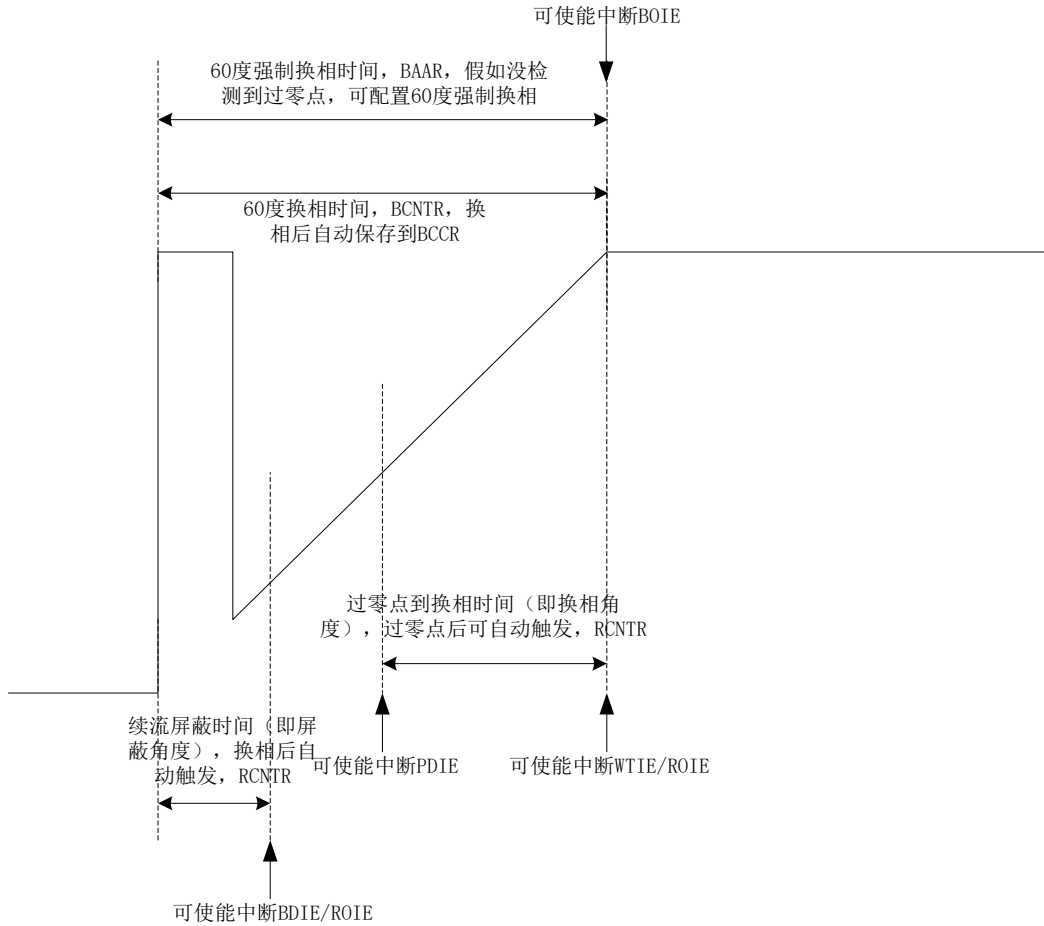 可使能中断BOIE
60度强制换相时间，BAAR，假如没检
测到过零点，可配置60度强制换相
60度换相时间，BCNTR，换
相后自动保存到BCCR
过零点到换相时间（即换相角
度），过零点后可自动触发，RCNTR
续流屏蔽时间（即屏
蔽角度），换相后自
动触发，RCNTR
可使能中断PDIE
可使能中断WTIE/ROIE
可使能中断BDIE/ROIE